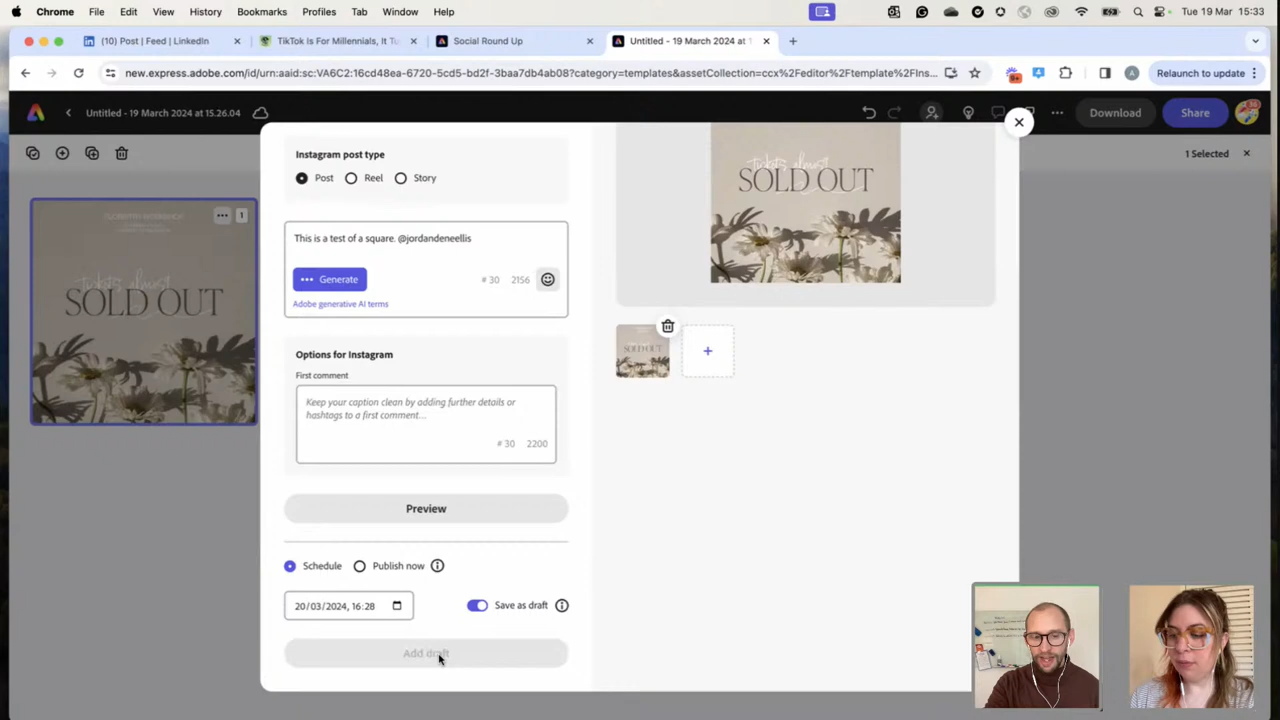 Chrome File Edit View History Bookmarks Profiles Tab Window Help Tue 19 Mar 15:33
(10) Post | Feed | LinkedIn
TikTok Is For Millennials, It Tu
Social Round Up
Untitled - 19 March 2024 at 1
new.express.adobe.com/id/urn:aaid:sc:VA6C2:16cd48ea-6720-5cd5-bd2f-3baa7db4ab08?category=templates&assetCollection=ccx%2Feditor%2Ftemplate%2FIns...
Relaunch to update
Untitled - 19 March 2024 at 15.26.04
Download
Share
1 Selected
1
tickets almost
SOLD OUT
Instagram post type
Post Reel Story
This is a test of a square. @jordandeneellis
Generate
# 30 2156
Adobe generative AI terms
Options for Instagram
First comment
Keep your caption clean by adding further details or
hashtags to a first comment...
# 30 2200
Preview
Schedule Publish now
20/03/2024, 16:28
Save as draft
Add draft
tickets almost
SOLD OUT
SOLD OUT